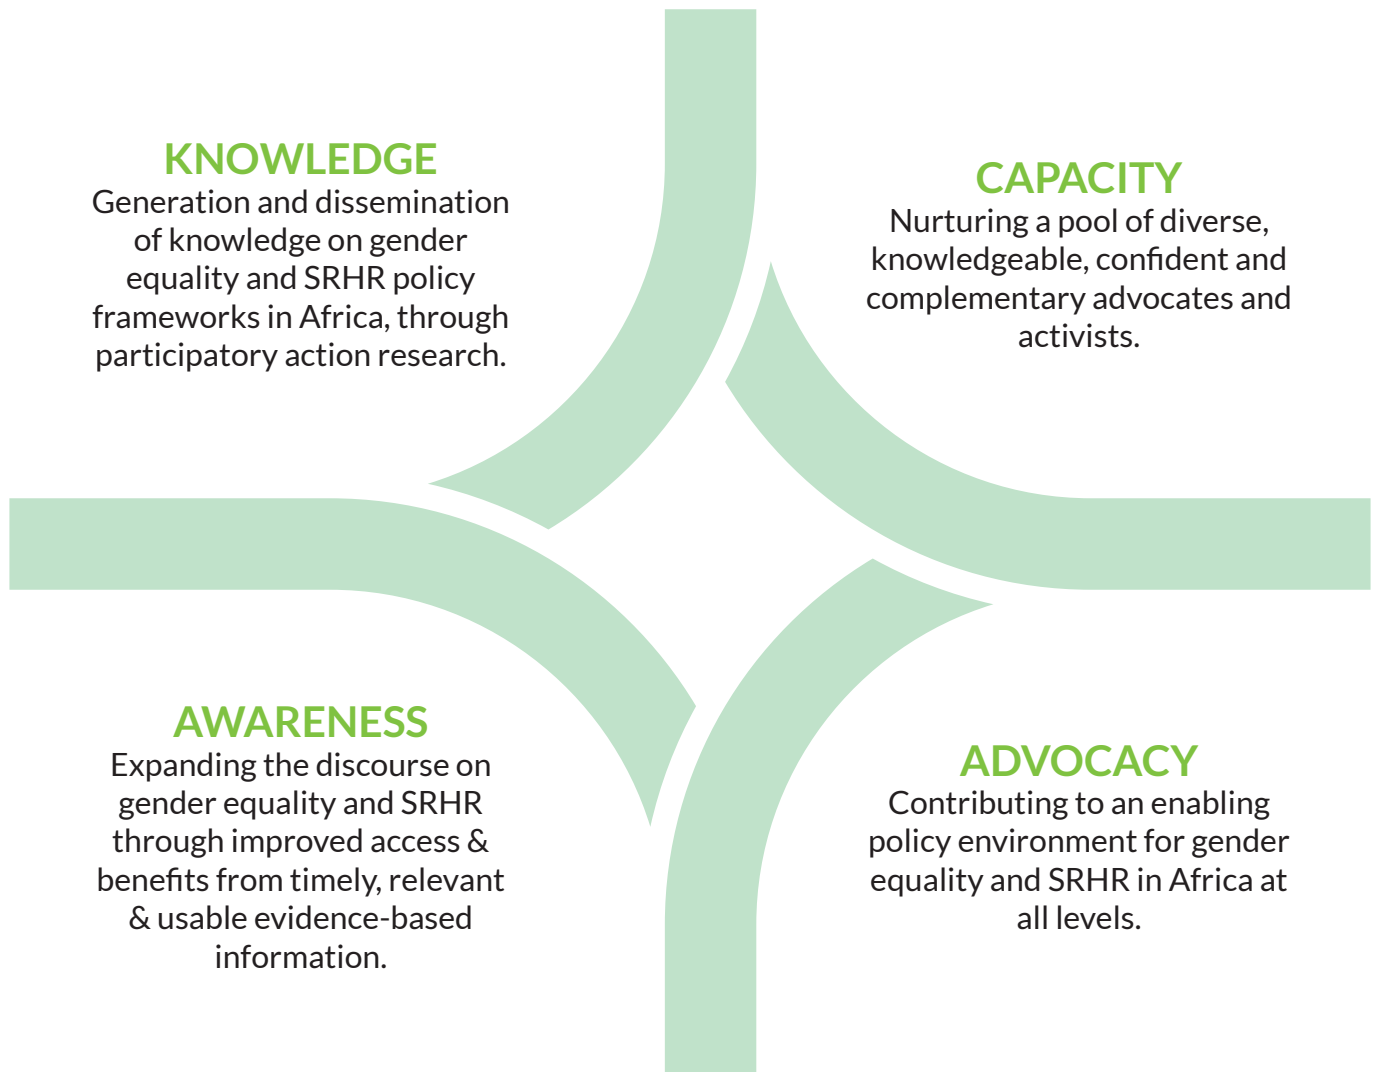 KNOWLEDGE
Generation and dissemination
of knowledge on gender
equality and SRHR policy
frameworks in Africa, through
participatory action research.
CAPACITY
Nurturing a pool of diverse,
knowledgeable, confident and
complementary advocates and
activists.
AWARENESS
Expanding the discourse on
gender equality and SRHR
through improved access &
benefits from timely, relevant
& usable evidence-based
information.
ADVOCACY
Contributing to an enabling
policy environment for gender
equality and SRHR in Africa at
all levels.